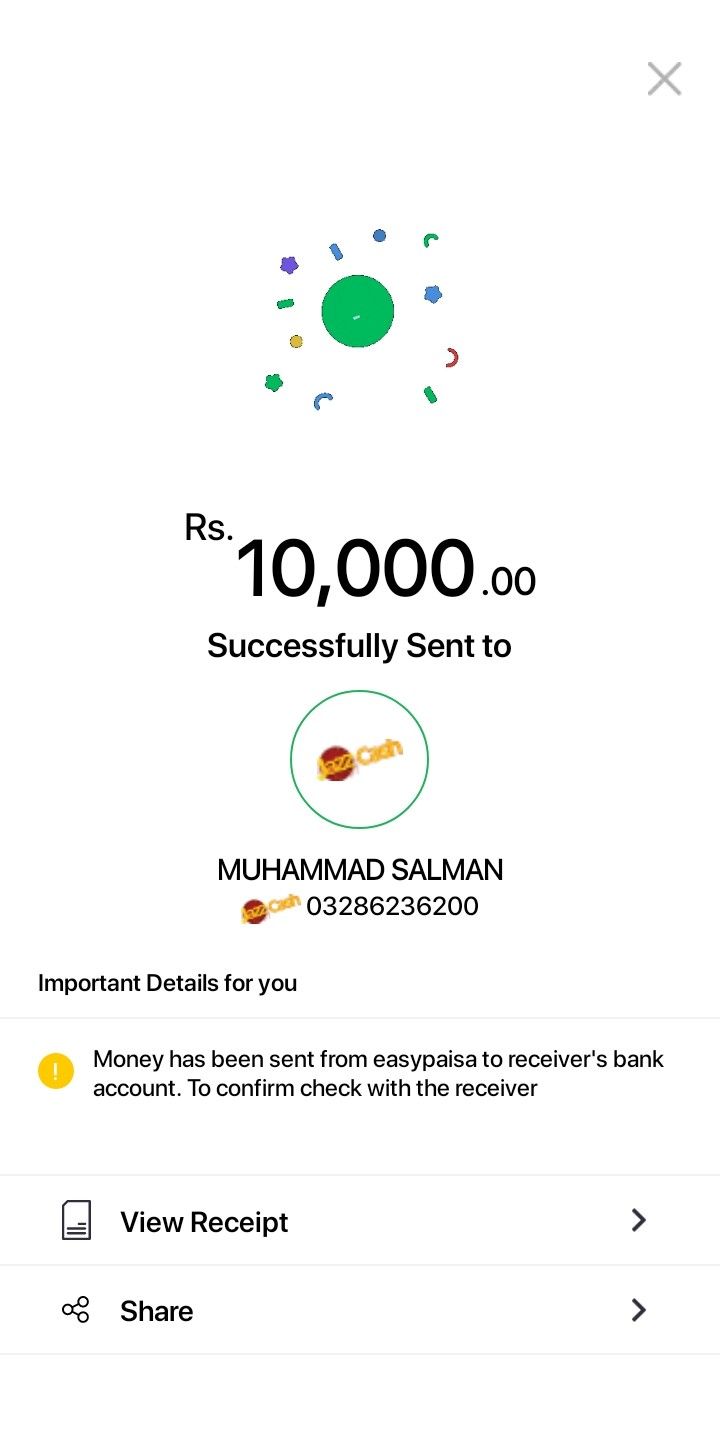 Rs. 10,000.00
Successfully Sent to
JazzCash
MUHAMMAD SALMAN
JazzCash 03286236200
Important Details for you
! Money has been sent from easypaisa to receiver's bank
account. To confirm check with the receiver
View Receipt
Share